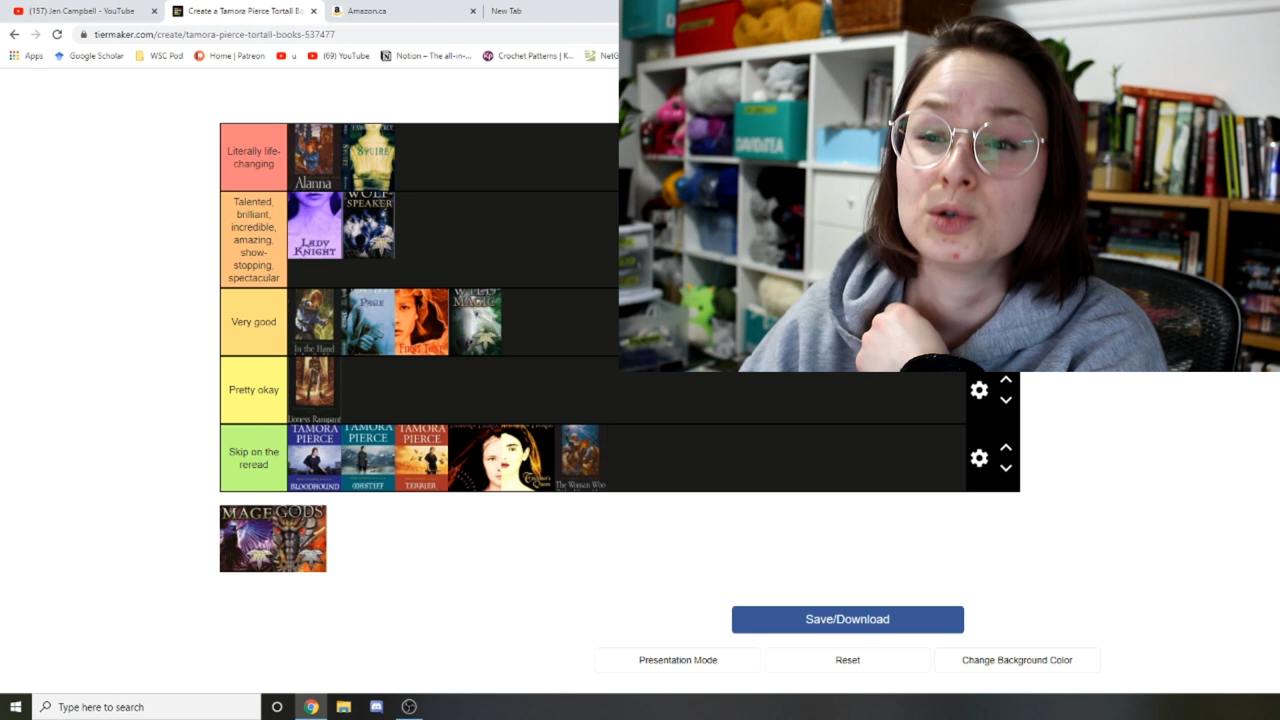 (157) Jen Campbell - YouTube
Create a Tamora Pierce Tortall B
Amazon.ca
New Tab
tiermaker.com/create/tamora-pierce-tortall-books-537477
Apps
Google Scholar
WSC Pod
Home | Patreon
u
(69) YouTube
Notion – The all-in-...
Crochet Patterns | K...
NetG
Literally life-
changing
Alanna
SQUIRE
DAVIDsTEA
Talented,
brilliant,
incredible,
amazing,
show-
stopping,
spectacular
LADY
KNIGHT
WOLF
SPEAKER
Very good
In the Hand
PAGE
First Test
WILD
MAGIC
Pretty okay
Lioness Rampant
Skip on the
reread
TAMORA
PIERCE
BLOODHOUND
TAMORA
PIERCE
MASTIFF
TAMORA
PIERCE
TERRIER
Trickster's
Queen
The Woman Who
MAGE
GODS
Save/Download
Presentation Mode
Reset
Change Background Color
Type here to search